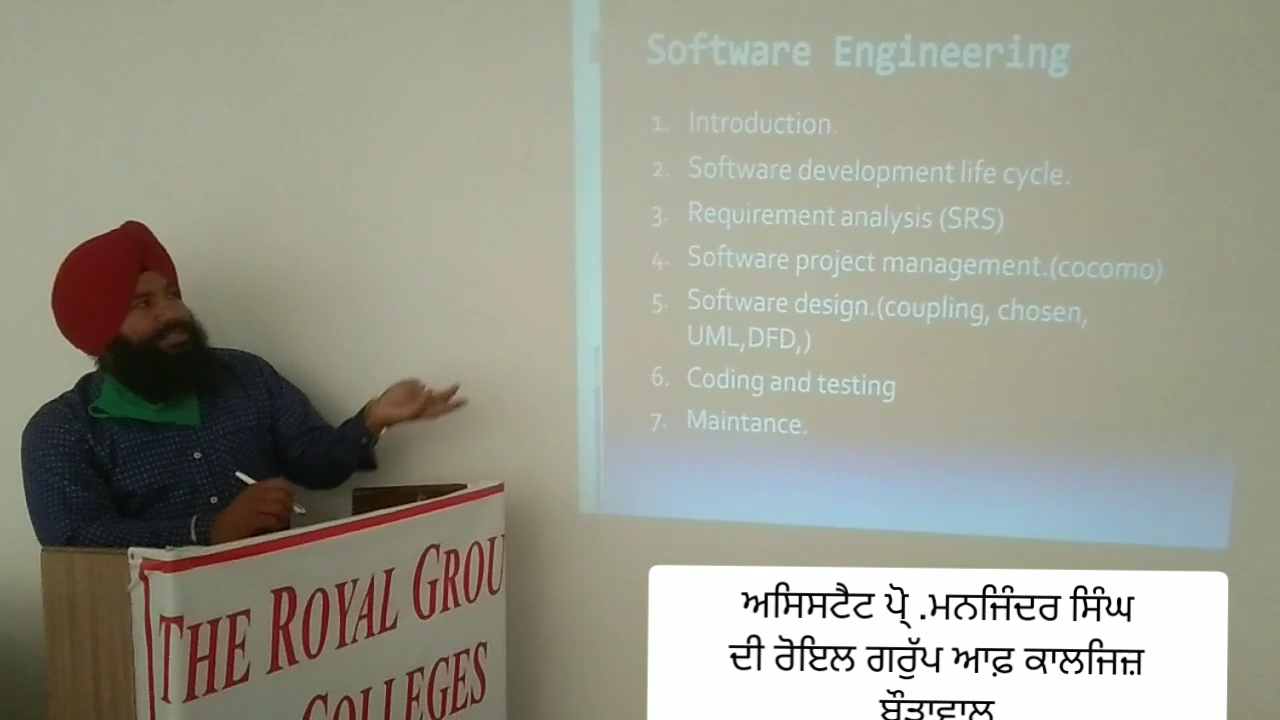 Software Engineering
1. Introduction.
2. Software development life cycle.
3. Requirement analysis (SRS)
4. Software project management.(cocomo)
5. Software design.(coupling, chosen,
UML,DFD,)
6. Coding and testing
7. Maintance.
THE ROYAL GROU
COLLEGES
ਅਸਿਸਟੈਟ ਪ੍ਰੋ .ਮਨਜਿੰਦਰ ਸਿੰਘ
ਦੀ ਰੋਇਲ ਗਰੁੱਪ ਆਫ਼ ਕਾਲਜਿਜ਼
ਬੌੜਾਵਾਲ